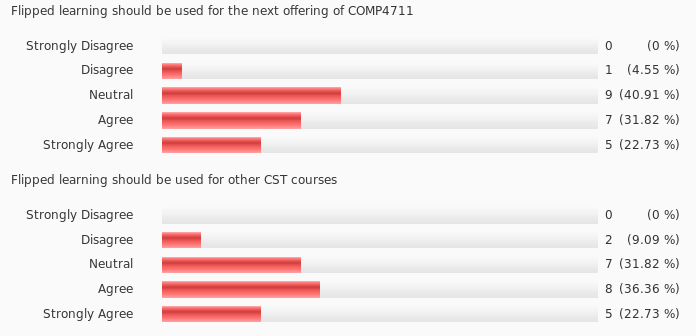 Flipped learning should be used for the next offering of COMP4711
Strongly Disagree 0 (0 %)
Disagree 1 (4.55 %)
Neutral 9 (40.91 %)
Agree 7 (31.82 %)
Strongly Agree 5 (22.73 %)
Flipped learning should be used for other CST courses
Strongly Disagree 0 (0 %)
Disagree 2 (9.09 %)
Neutral 7 (31.82 %)
Agree 8 (36.36 %)
Strongly Agree 5 (22.73 %)